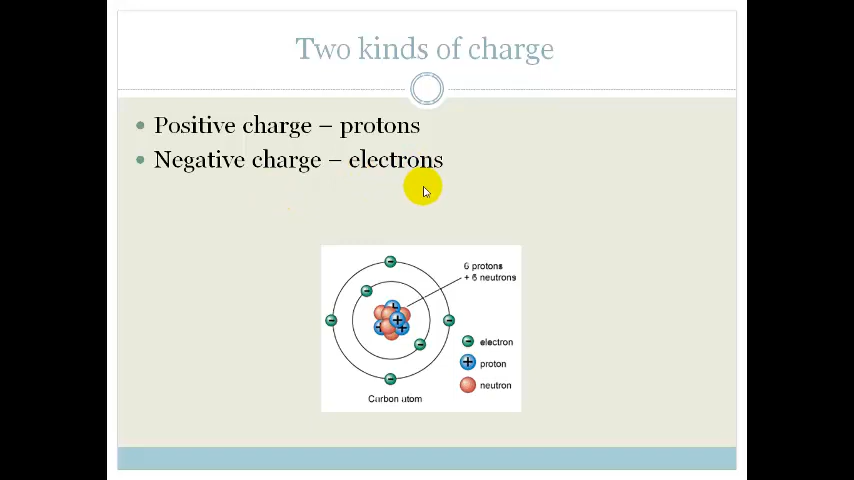 Two kinds of charge
Positive charge – protons
Negative charge – electrons
6 protons
+ 6 neutrons
electron
proton
neutron
Carbon atom